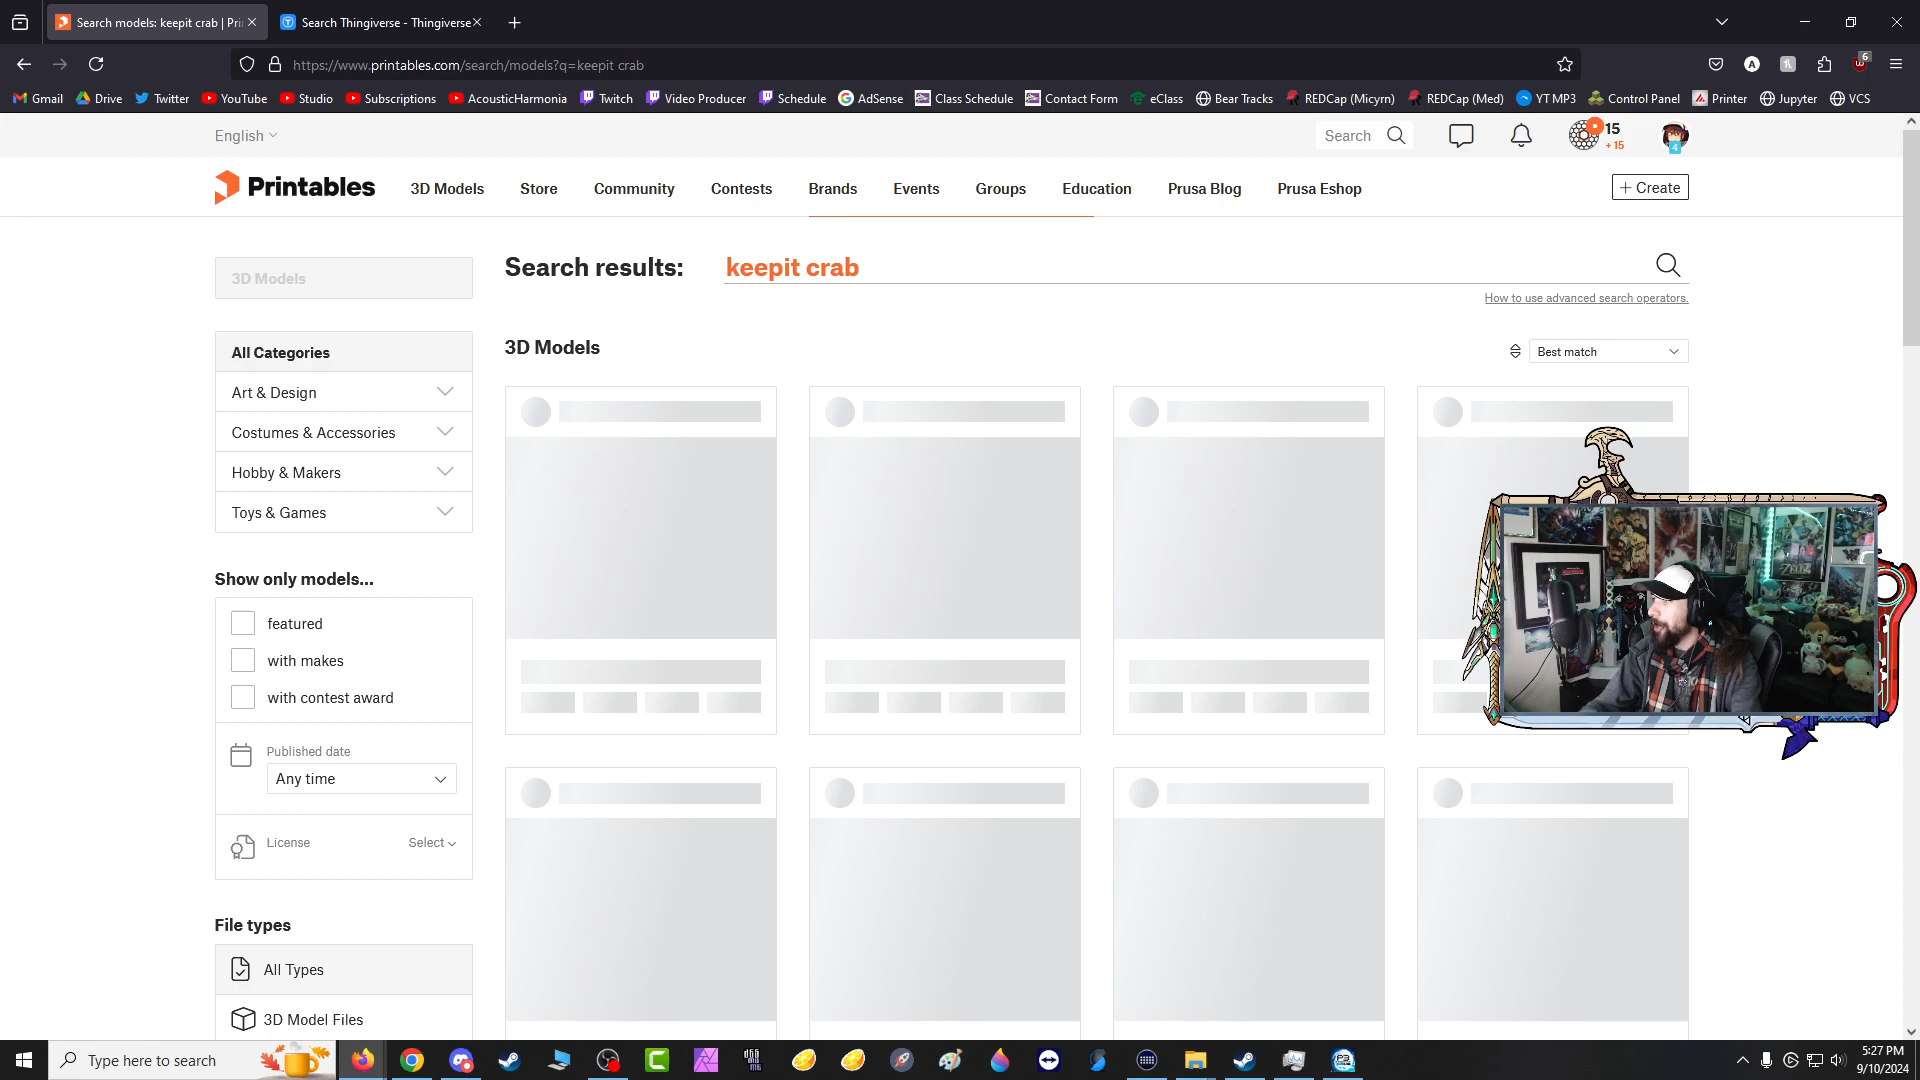 Search models: keepit crab | Pri
Search Thingiverse - Thingiverse
https://www.printables.com/search/models?q=keepit crab
6
Gmail
Drive
Twitter
YouTube
Studio
Subscriptions
AcousticHarmonia
Twitch
Video Producer
Schedule
AdSense
Class Schedule
Contact Form
eClass
Bear Tracks
REDCap (Micyrn)
REDCap (Med)
YT MP3
Control Panel
Printer
Jupyter
VCS
English
Search
15
+ 15
4
Printables
3D Models
Store
Community
Contests
Brands
Events
Groups
Education
Prusa Blog
Prusa Eshop
+ Create
3D Models
Search results:
keepit crab
How to use advanced search operators.
All Categories
Art & Design
Costumes & Accessories
Hobby & Makers
Toys & Games
3D Models
Best match
Show only models...
featured
with makes
with contest award
Published date
Any time
License
Select
File types
All Types
3D Model Files
Type here to search
5:27 PM
9/10/2024